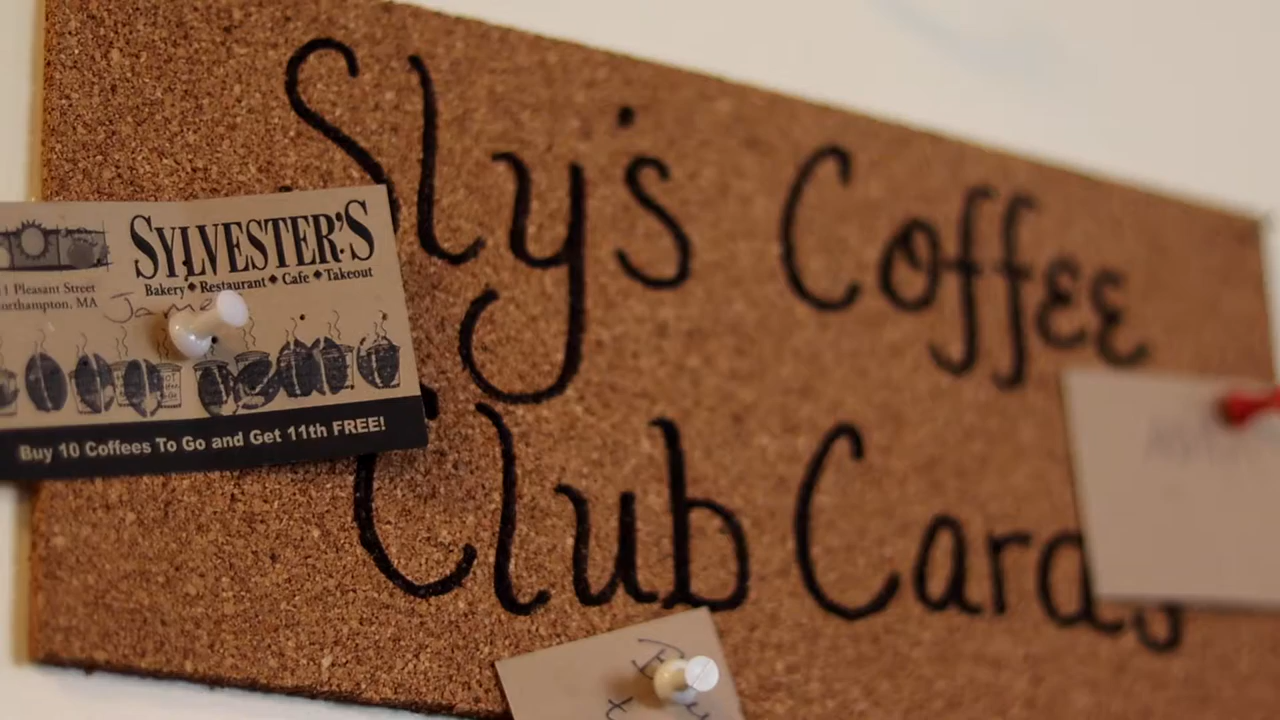 Sly's Coffee
Club Cards
SYLVESTER'S
Bakery ◆ Restaurant ◆ Cafe ◆ Takeout
Pleasant Street
MA
Buy 10 Coffees To Go and Get 11th FREE!